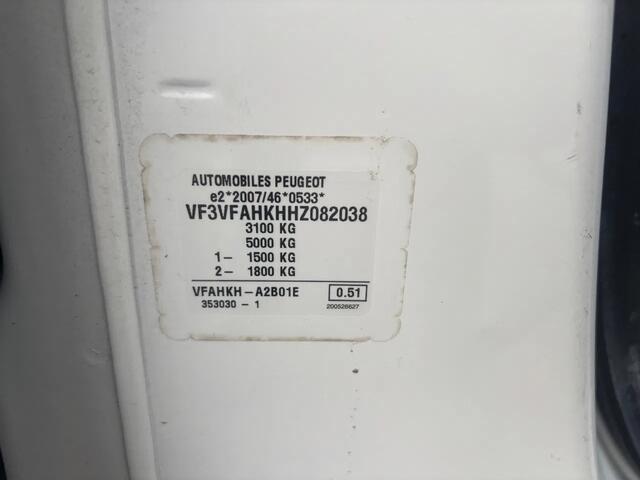 AUTOMOBILES PEUGEOT
e2*2007/46*0533*
VF3VFAHKHHZ082038
3100 KG
5000 KG
1- 1500 KG
2- 1800 KG
VFAHKH-A2B01E 0.51
353030-1 200526627